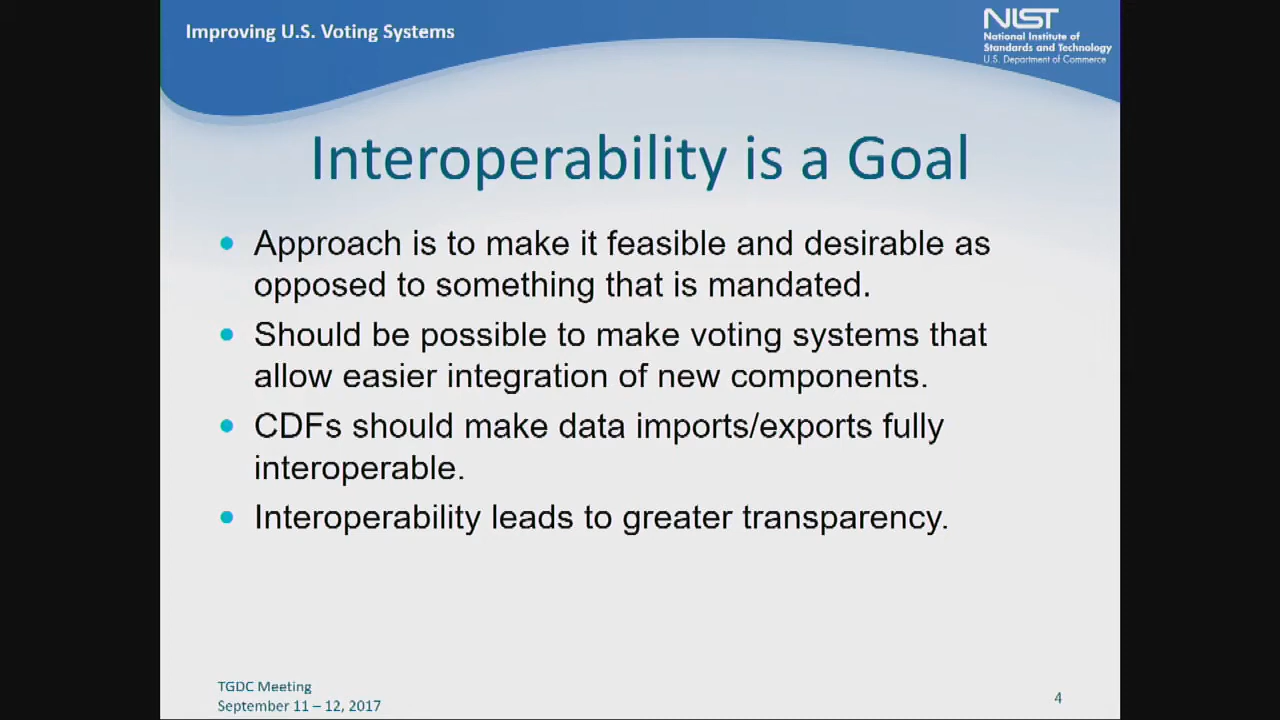 Improving U.S. Voting Systems
NIST
National Institute of
Standards and Technology
U.S. Department of Commerce
Interoperability is a Goal
• Approach is to make it feasible and desirable as
opposed to something that is mandated.
• Should be possible to make voting systems that
allow easier integration of new components.
• CDFs should make data imports/exports fully
interoperable.
• Interoperability leads to greater transparency.
TGDC Meeting
September 11 – 12, 2017
4